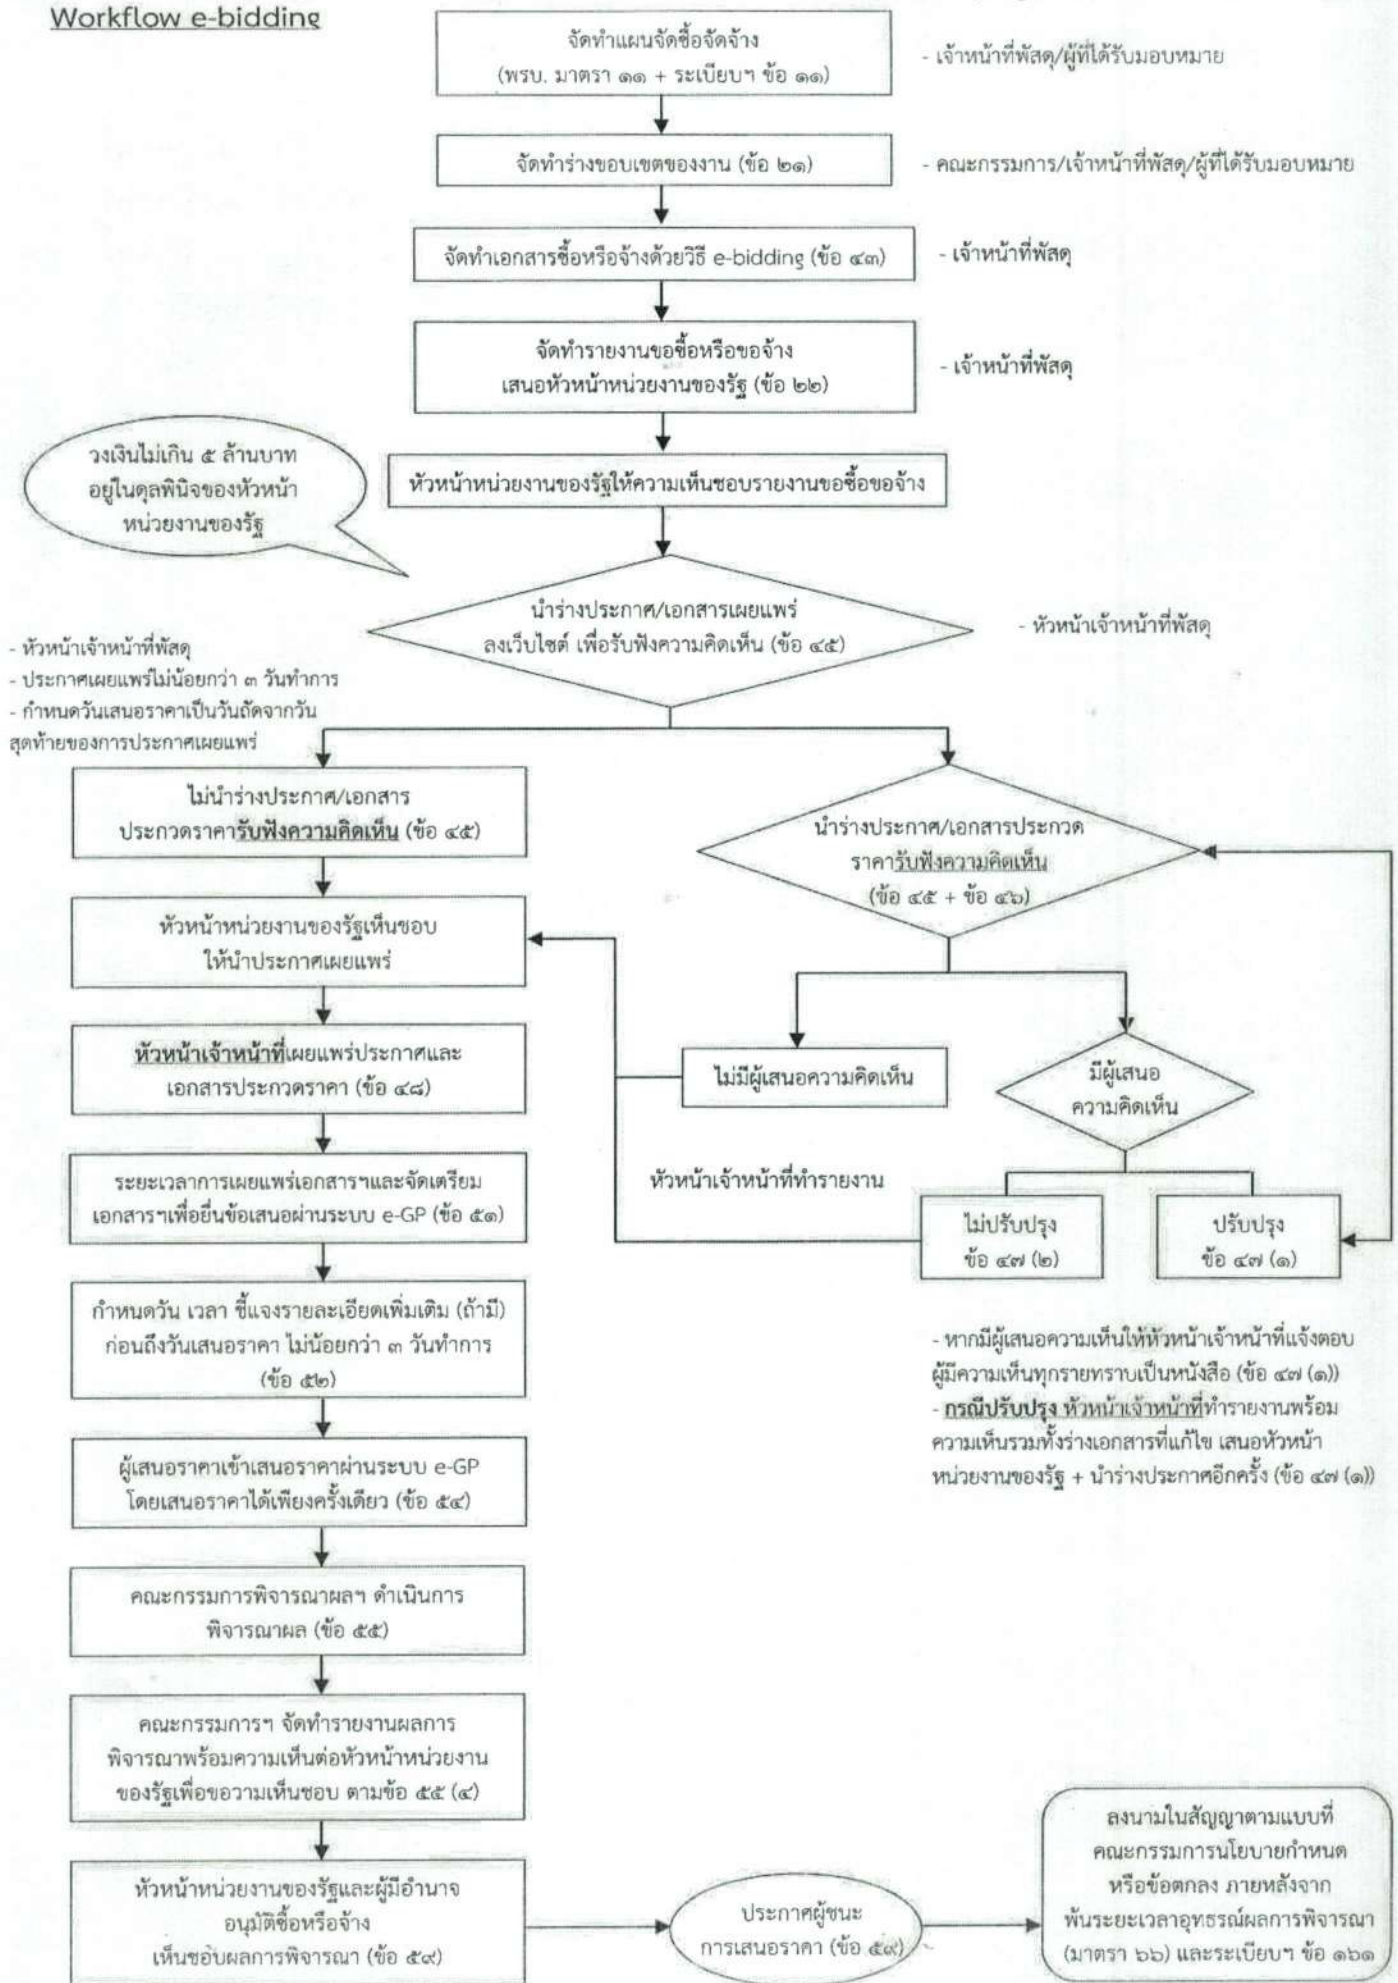 Workflow e-bidding
จัดทำแผนจัดซื้อจัดจ้าง
(พรบ. มาตรา ๑๑ + ระเบียบฯ ข้อ ๑๑)
- เจ้าหน้าที่พัสดุ/ผู้ที่ได้รับมอบหมาย
จัดทำร่างขอบเขตของงาน (ข้อ ๒๑)
- คณะกรรมการ/เจ้าหน้าที่พัสดุ/ผู้ที่ได้รับมอบหมาย
จัดทำเอกสารซื้อหรือจ้างด้วยวิธี e-bidding (ข้อ ๔๓)
- เจ้าหน้าที่พัสดุ
จัดทำรายงานขอซื้อหรือขอจ้าง
เสนอหัวหน้าหน่วยงานของรัฐ (ข้อ ๒๒)
- เจ้าหน้าที่พัสดุ
วงเงินไม่เกิน ๕ ล้านบาท
อยู่ในดุลพินิจของหัวหน้า
หน่วยงานของรัฐ
หัวหน้าหน่วยงานของรัฐให้ความเห็นชอบรายงานขอซื้อขอจ้าง
นำร่างประกาศ/เอกสารเผยแพร่
ลงเว็บไซต์ เพื่อรับฟังความคิดเห็น (ข้อ ๔๕)
- หัวหน้าเจ้าหน้าที่พัสดุ
- หัวหน้าเจ้าหน้าที่พัสดุ
- ประกาศเผยแพร่ไม่น้อยกว่า ๓ วันทำการ
- กำหนดวันเสนอราคาเป็นวันถัดจากวัน
สุดท้ายของการประกาศเผยแพร่
ไม่นำร่างประกาศ/เอกสาร
ประกวดราคารับฟังความคิดเห็น (ข้อ ๔๕)
นำร่างประกาศ/เอกสารประกวด
ราคารับฟังความคิดเห็น
(ข้อ ๔๕ + ข้อ ๔๖)
หัวหน้าหน่วยงานของรัฐเห็นชอบ
ให้นำประกาศเผยแพร่
หัวหน้าเจ้าหน้าที่เผยแพร่ประกาศและ
เอกสารประกวดราคา (ข้อ ๔๘)
ไม่มีผู้เสนอความคิดเห็น
มีผู้เสนอ
ความคิดเห็น
ระยะเวลาการเผยแพร่เอกสารฯและจัดเตรียม
เอกสารฯเพื่อยื่นข้อเสนอผ่านระบบ e-GP (ข้อ ๕๑)
หัวหน้าเจ้าหน้าที่ทำรายงาน
ไม่ปรับปรุง
ข้อ ๔๗ (๒)
ปรับปรุง
ข้อ ๔๗ (๑)
กำหนดวัน เวลา ชี้แจงรายละเอียดเพิ่มเติม (ถ้ามี)
ก่อนถึงวันเสนอราคา ไม่น้อยกว่า ๓ วันทำการ
(ข้อ ๕๒)
- หากมีผู้เสนอความเห็นให้หัวหน้าเจ้าหน้าที่แจ้งตอบ
ผู้มีความเห็นทุกรายทราบเป็นหนังสือ (ข้อ ๔๗ (๑))
- กรณีปรับปรุง หัวหน้าเจ้าหน้าที่ทำรายงานพร้อม
ความเห็นรวมทั้งร่างเอกสารที่แก้ไข เสนอหัวหน้า
หน่วยงานของรัฐ + นำร่างประกาศอีกครั้ง (ข้อ ๔๗ (๑))
ผู้เสนอราคาเข้าเสนอราคาผ่านระบบ e-GP
โดยเสนอราคาได้เพียงครั้งเดียว (ข้อ ๕๔)
คณะกรรมการพิจารณาผลฯ ดำเนินการ
พิจารณาผล (ข้อ ๕๕)
คณะกรรมการฯ จัดทำรายงานผลการ
พิจารณาพร้อมความเห็นต่อหัวหน้าหน่วยงาน
ของรัฐเพื่อขอวามเห็นชอบ ตามข้อ ๕๕ (๔)
หัวหน้าหน่วยงานของรัฐและผู้มีอำนาจ
อนุมัติซื้อหรือจ้าง
เห็นชอบผลการพิจารณา (ข้อ ๕๙)
ประกาศผู้ชนะ
การเสนอราคา (ข้อ ๕๙)
ลงนามในสัญญาตามแบบที่
คณะกรรมการนโยบายกำหนด
หรือข้อตกลง ภายหลังจาก
พ้นระยะเวลาอุทธรณ์ผลการพิจารณา
(มาตรา ๖๖) และระเบียบฯ ข้อ ๑๖๑